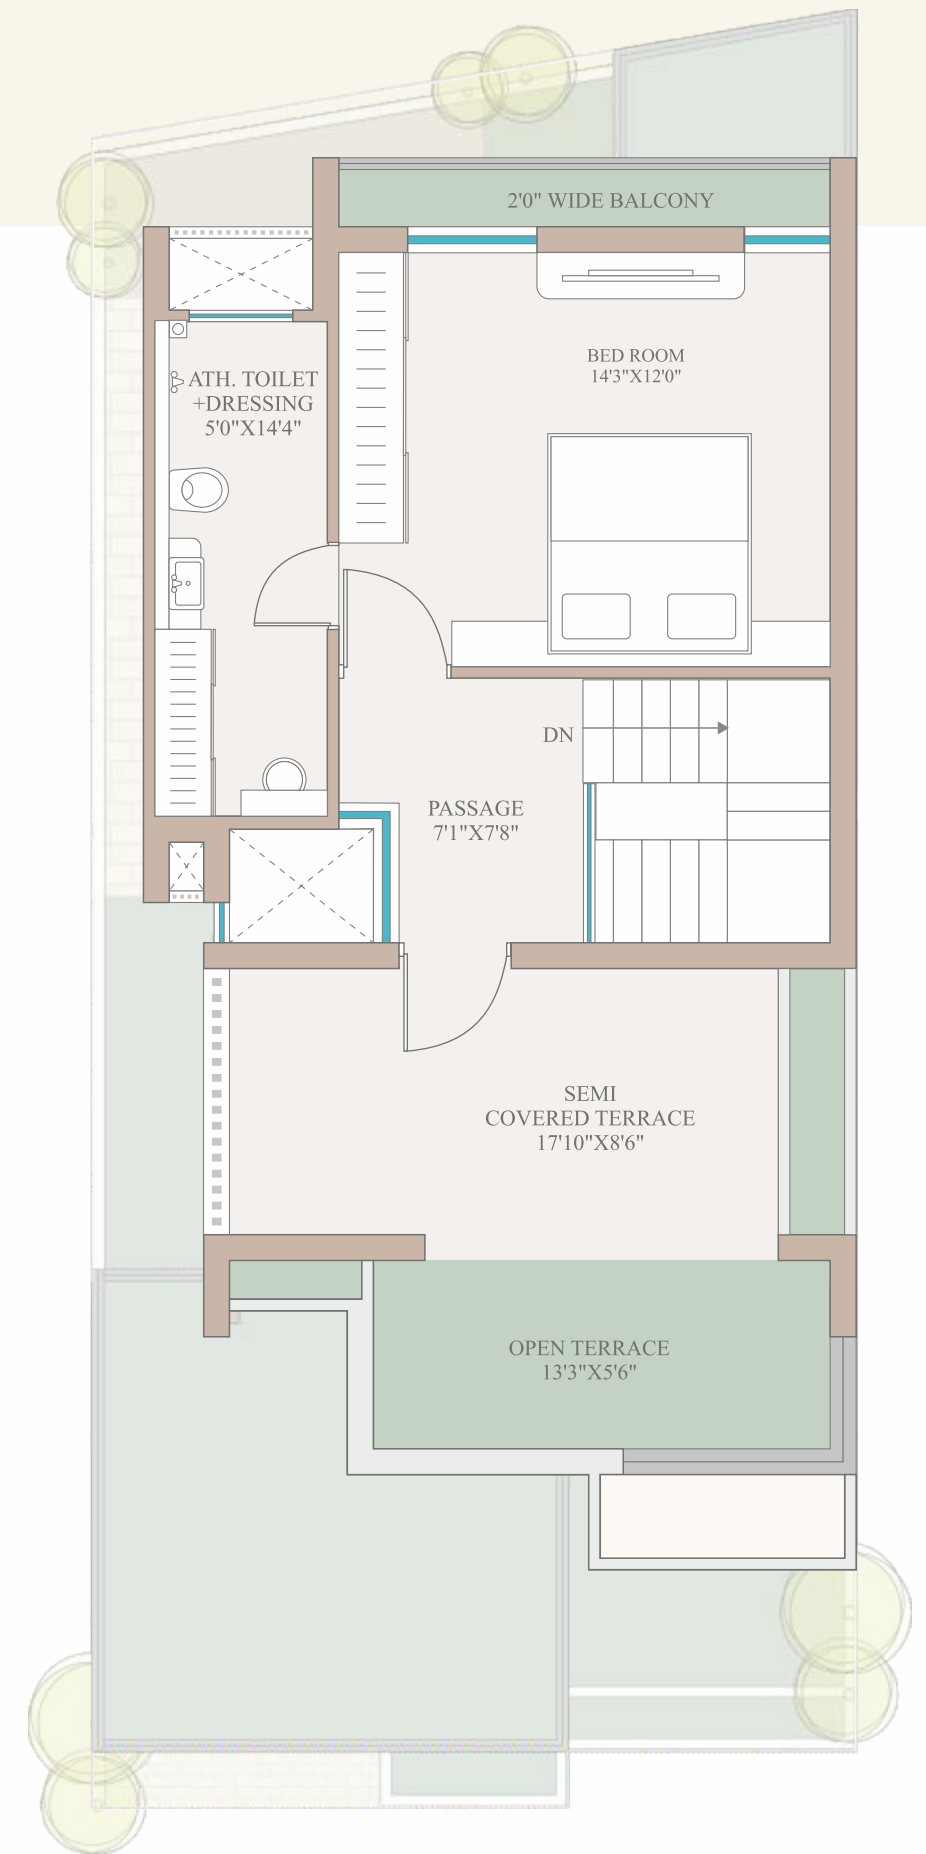 2'0" WIDE BALCONY
BED ROOM
14'3"X12'0"
ATH. TOILET
+DRESSING
5'0"X14'4"
DN
PASSAGE
7'1"X7'8"
SEMI
COVERED TERRACE
17'10"X8'6"
OPEN TERRACE
13'3"X5'6"